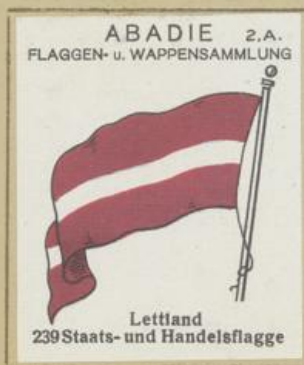 ABADIE 2.A.
FLAGGEN- u. WAPPENSAMMLUNG
Lettland
239 Staats- und Handelsflagge